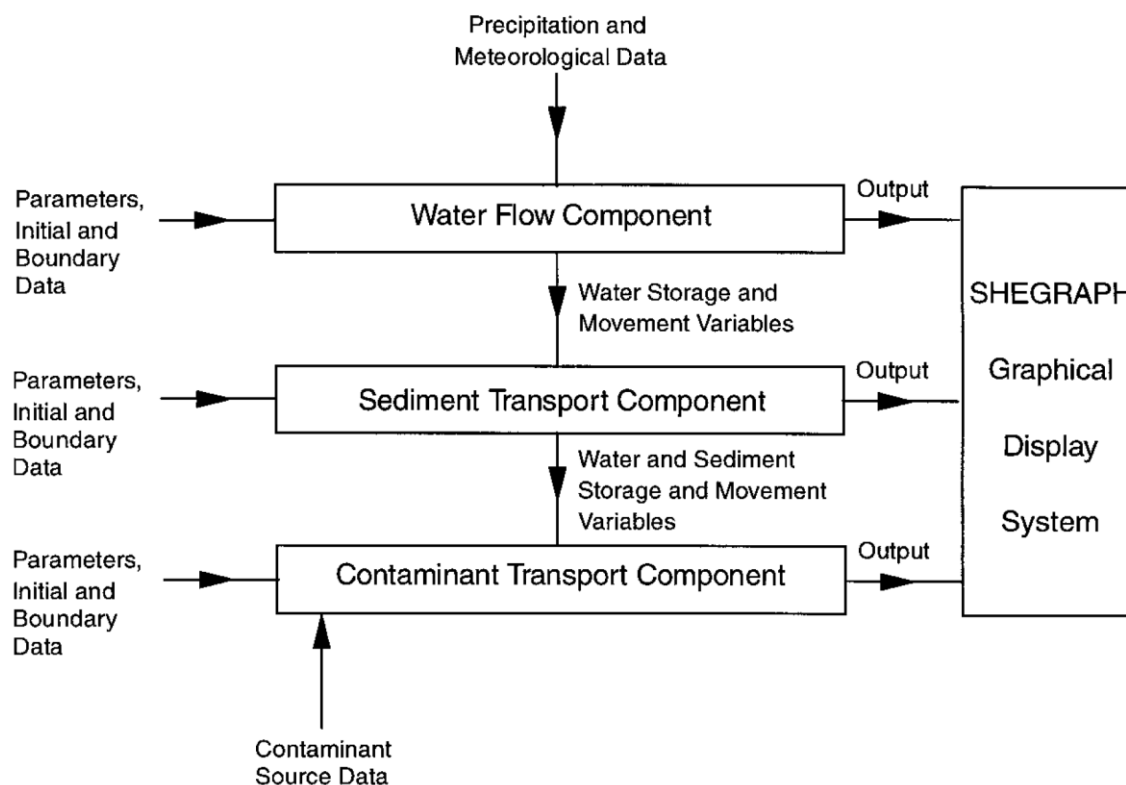 Precipitation and
Meteorological Data
Parameters,
Initial and
Boundary
Data
Water Flow Component
Output
Water Storage and
Movement Variables
Parameters,
Initial and
Boundary
Data
Sediment Transport Component
Output
Water and Sediment
Storage and Movement
Variables
Parameters,
Initial and
Boundary
Data
Contaminant Transport Component
Output
Contaminant
Source Data
SHEGRAPH
Graphical
Display
System